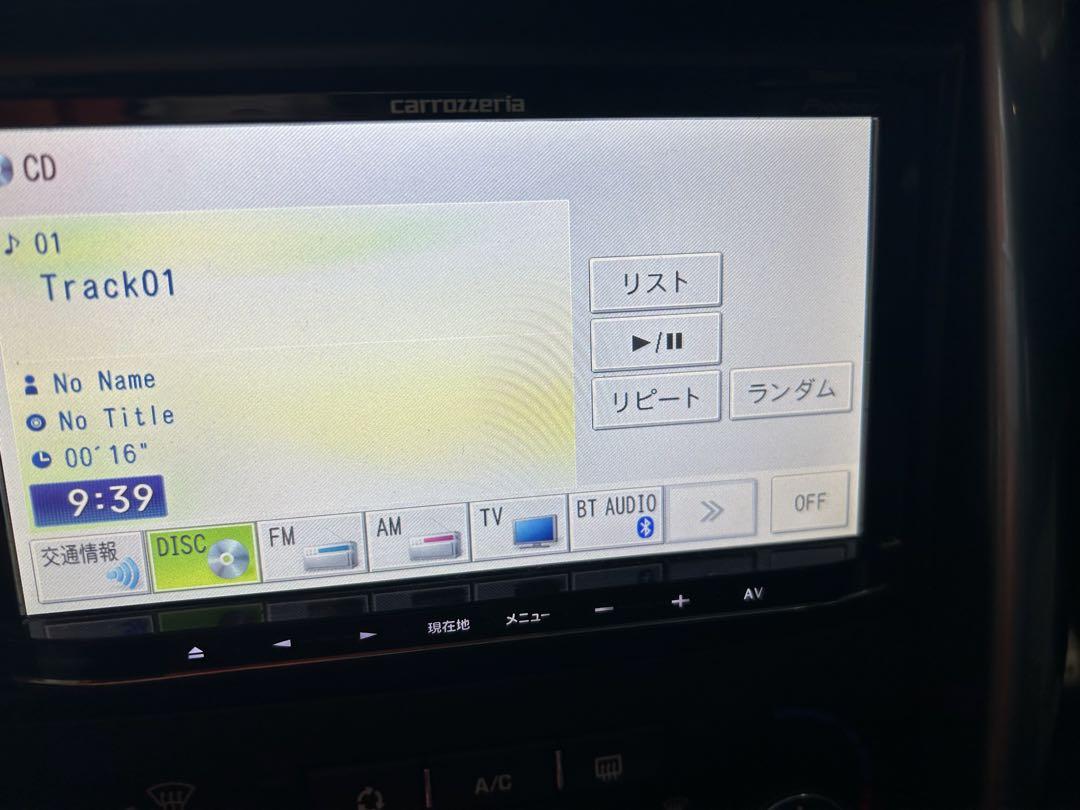 carrozzeria
CD
♪ 01
Track01
No Name
No Title
00'16"
9:39
リスト
▶/⏸
リピート
ランダム
交通情報
DISC
FM
AM
TV
BT AUDIO
≫
OFF
現在地
メニュー
－
＋
AV
A/C